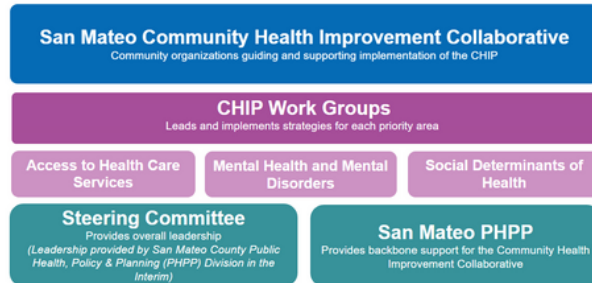 San Mateo Community Health Improvement Collaborative
Community organizations guiding and supporting implementation of the CHIP
CHIP Work Groups
Leads and implements strategies for each priority area
Access to Health Care
Services
Mental Health and Mental
Disorders
Social Determinants of
Health
Steering Committee
Provides overall leadership
(Leadership provided by San Mateo County Public
Health, Policy & Planning (PHPP) Division in the
Interim)
San Mateo PHPP
Provides backbone support for the Community Health
Improvement Collaborative